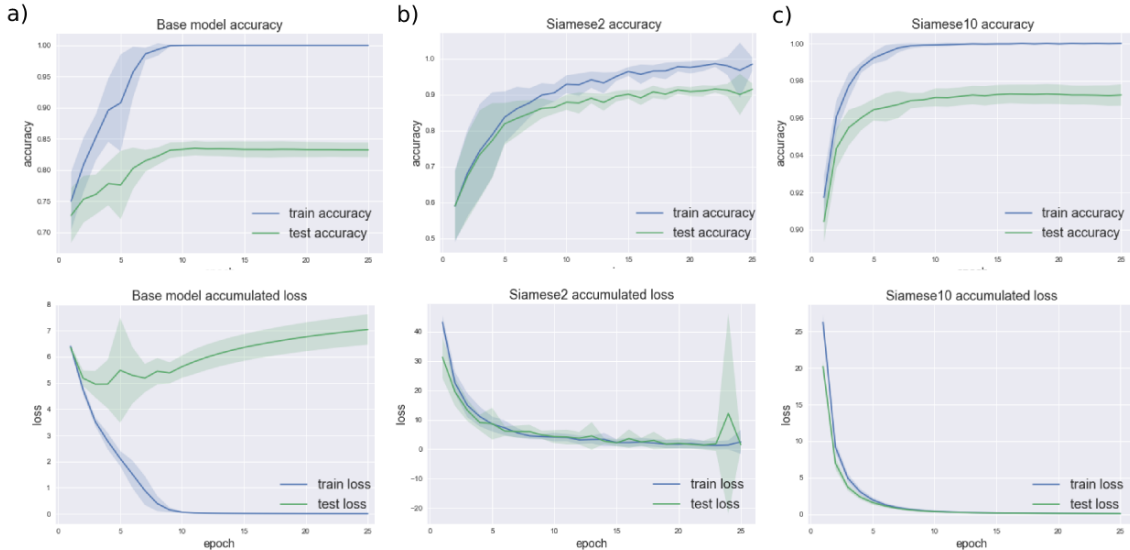 a)
Base model accuracy
accuracy
1.00
0.95
0.90
0.85
0.80
0.75
0.70
train accuracy
test accuracy
0 5 10 15 20 25
b)
Siamese2 accuracy
accuracy
1.0
0.9
0.8
0.7
0.6
0.5
train accuracy
test accuracy
0 5 10 15 20 25
c)
Siamese10 accuracy
accuracy
1.00
0.98
0.96
0.94
0.92
0.90
train accuracy
test accuracy
0 5 10 15 20 25
Base model accumulated loss
loss
8
7
6
5
4
3
2
1
0
train loss
test loss
0 5 10 15 20 25
epoch
Siamese2 accumulated loss
loss
40
30
20
10
0
−10
−20
train loss
test loss
0 5 10 15 20 25
epoch
Siamese10 accumulated loss
loss
25
20
15
10
5
0
train loss
test loss
0 5 10 15 20 25
epoch